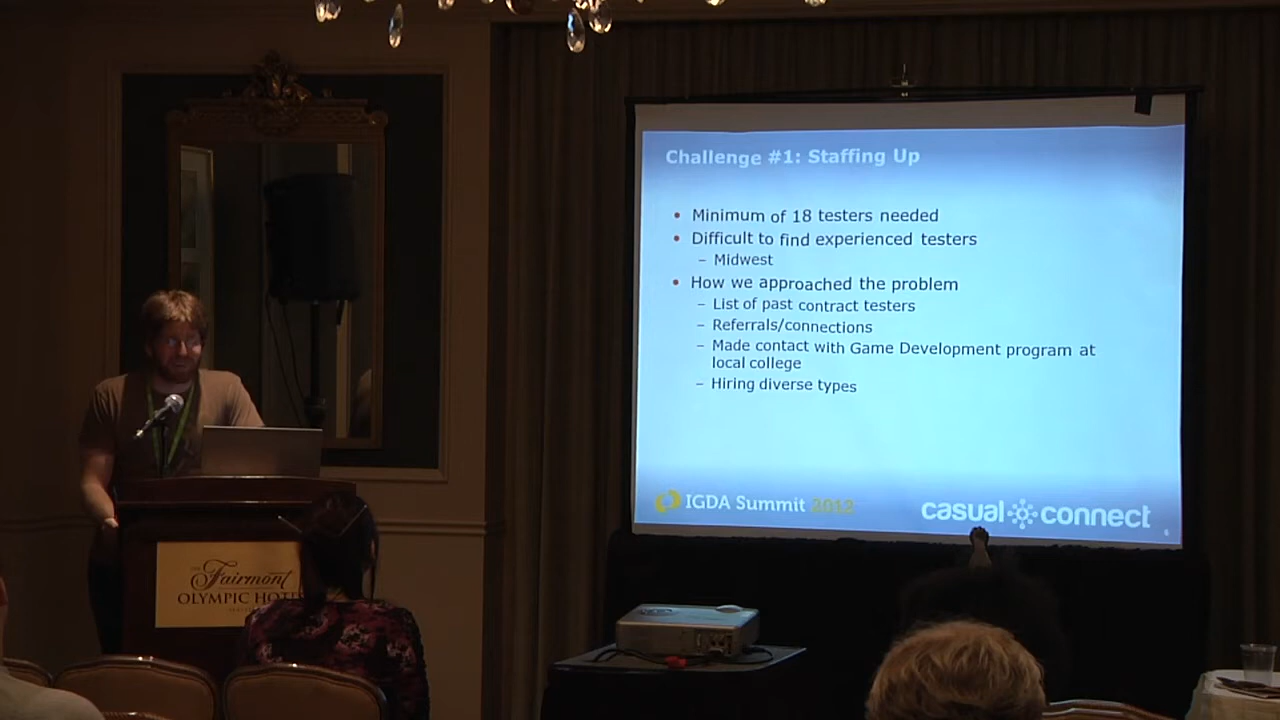 Challenge #1: Staffing Up
• Minimum of 18 testers needed
• Difficult to find experienced testers
– Midwest
• How we approached the problem
– List of past contract testers
– Referrals/connections
– Made contact with Game Development program at
local college
– Hiring diverse types
IGDA Summit 2012
casual connect
6
Fairmont
OLYMPIC HOT